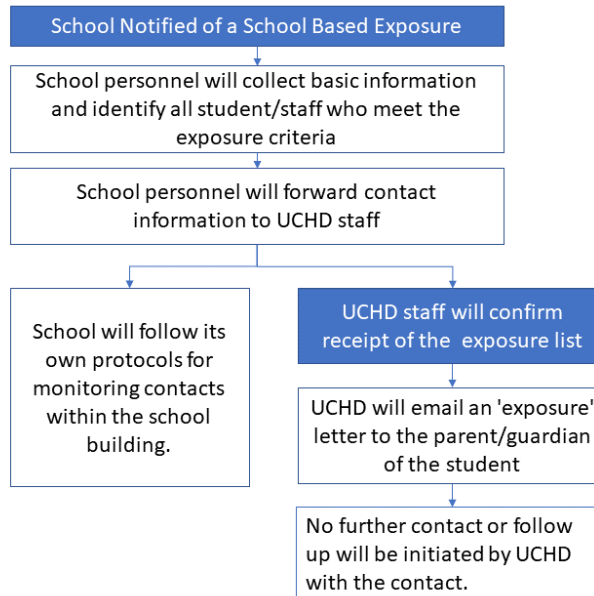 School Notified of a School Based Exposure
School personnel will collect basic information
and identify all student/staff who meet the
exposure criteria
School personnel will forward contact
information to UCHD staff
School will follow its
own protocols for
monitoring contacts
within the school
building.
UCHD staff will confirm
receipt of the exposure list
UCHD will email an 'exposure'
letter to the parent/guardian
of the student
No further contact or follow
up will be initiated by UCHD
with the contact.